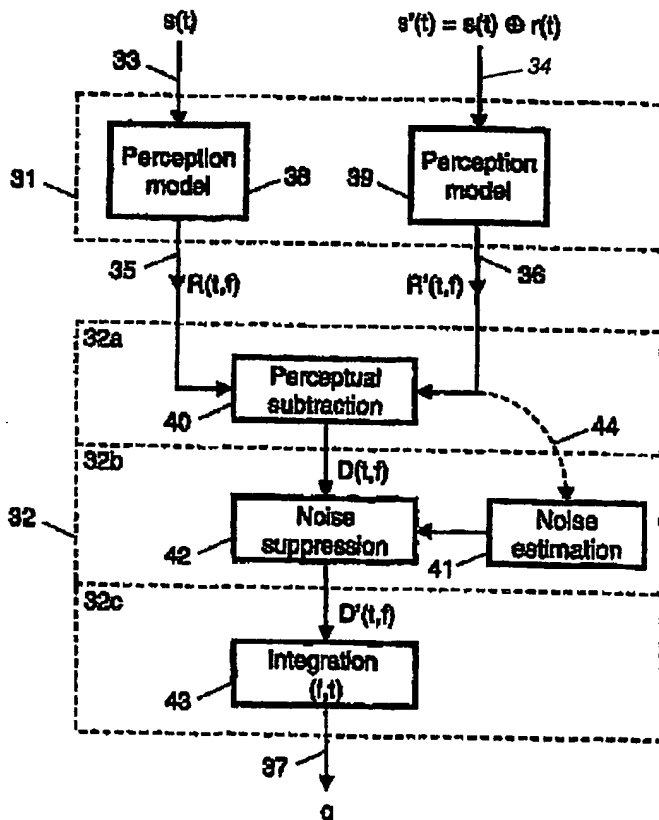 s(t)
s'(t) = s(t) ⊕ r(t)
33
34
31
Perception
model
38
39
Perception
model
35
R(t,f)
R'(t,f)
36
32a
Perceptual
subtraction
40
44
32b
D(t,f)
32
Noise
suppression
42
Noise
estimation
41
32c
D'(t,f)
Integration
(f,t)
43
37
q